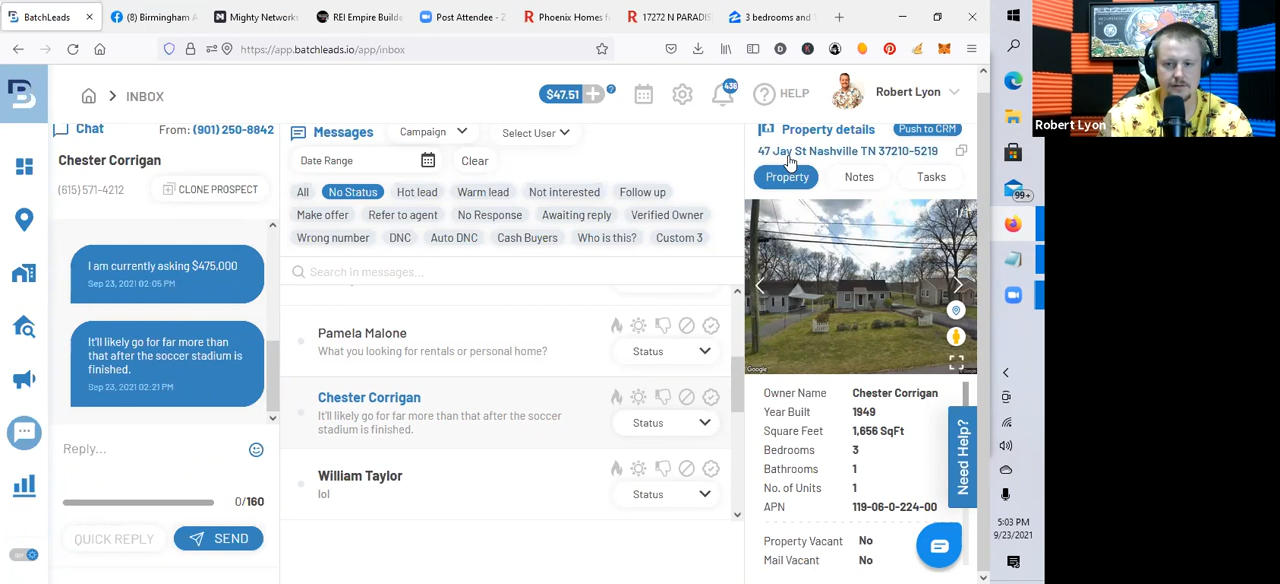 BatchLeads
(8) Birmingham A
Mighty Networks
REI Empire Builde
Post Attendee - Z
Phoenix Homes f
17272 N PARADIS
3 bedrooms and
https://app.batchleads.io/app/inbox
INBOX
$47.51
438
HELP
Robert Lyon
Chat
From: (901) 250-8842
Chester Corrigan
(615) 571-4212
CLONE PROSPECT
I am currently asking $475,000
Sep 23, 2021 02:05 PM
It'll likely go for far more than
that after the soccer stadium is
finished.
Sep 23, 2021 02:21 PM
Reply...
0/160
QUICK REPLY
SEND
Messages
Campaign
Select User
Date Range
Clear
All
No Status
Hot lead
Warm lead
Not interested
Follow up
Make offer
Refer to agent
No Response
Awaiting reply
Verified Owner
Wrong number
DNC
Auto DNC
Cash Buyers
Who is this?
Custom 3
Search in messages...
Pamela Malone
What you looking for rentals or personal home?
Status
Chester Corrigan
It'll likely go for far more than that after the soccer
stadium is finished.
Status
William Taylor
lol
Status
Property details
Push to CRM
47 Jay St Nashville TN 37210-5219
Property
Notes
Tasks
Google
Owner Name Chester Corrigan
Year Built 1949
Square Feet 1,656 SqFt
Bedrooms 3
Bathrooms 1
No. of Units 1
APN 119-06-0-224-00
Property Vacant No
Mail Vacant No
Need Help?
99+
5:03 PM
9/23/2021
Robert Lyon